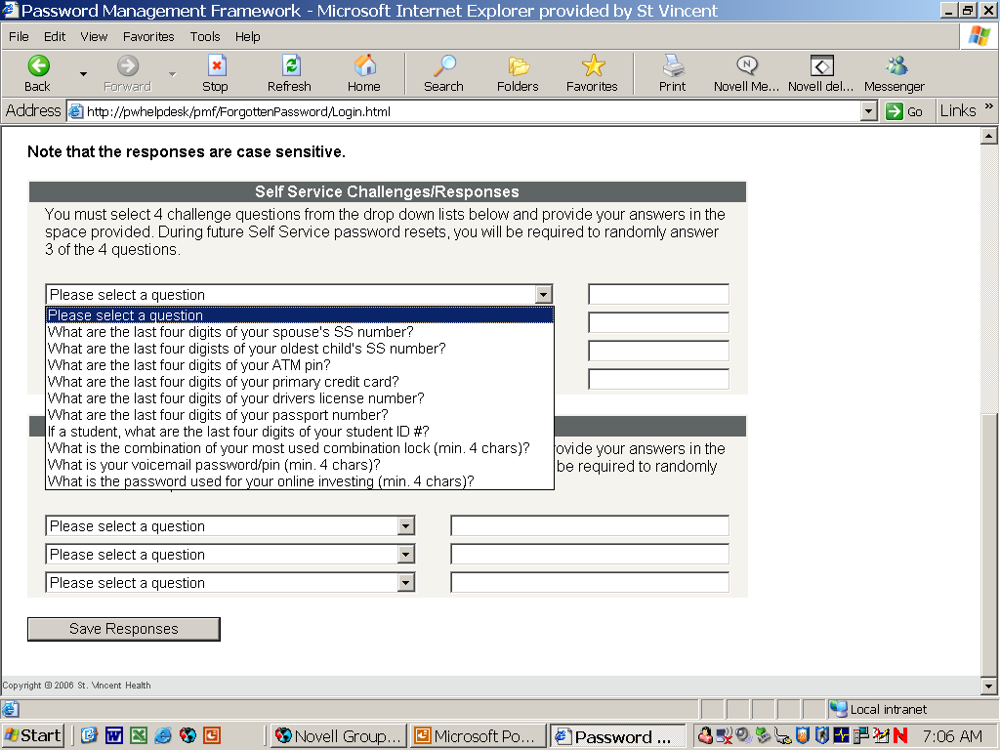 Password Management Framework - Microsoft Internet Explorer provided by St Vincent
File Edit View Favorites Tools Help
Back Forward Stop Refresh Home Search Folders Favorites Print Novell Me... Novell del... Messenger
Address http://pwhelpdesk/pmf/ForgottenPassword/Login.html Go Links »
Note that the responses are case sensitive.
Self Service Challenges/Responses
You must select 4 challenge questions from the drop down lists below and provide your answers in the
space provided. During future Self Service password resets, you will be required to randomly answer
3 of the 4 questions.
Please select a question
Please select a question
What are the last four digits of your spouse's SS number?
What are the last four digists of your oldest child's SS number?
What are the last four digits of your ATM pin?
What are the last four digits of your primary credit card?
What are the last four digits of your drivers license number?
What are the last four digits of your passport number?
If a student, what are the last four digits of your student ID #?
What is the combination of your most used combination lock (min. 4 chars)?
ovide your answers in the
What is your voicemail password/pin (min. 4 chars)?
be required to randomly
What is the password used for your online investing (min. 4 chars)?
Please select a question
Please select a question
Please select a question
Save Responses
Copyright © 2006 St. Vincent Health
Local intranet
Start Novell Group... Microsoft Po... Password ... 7:06 AM